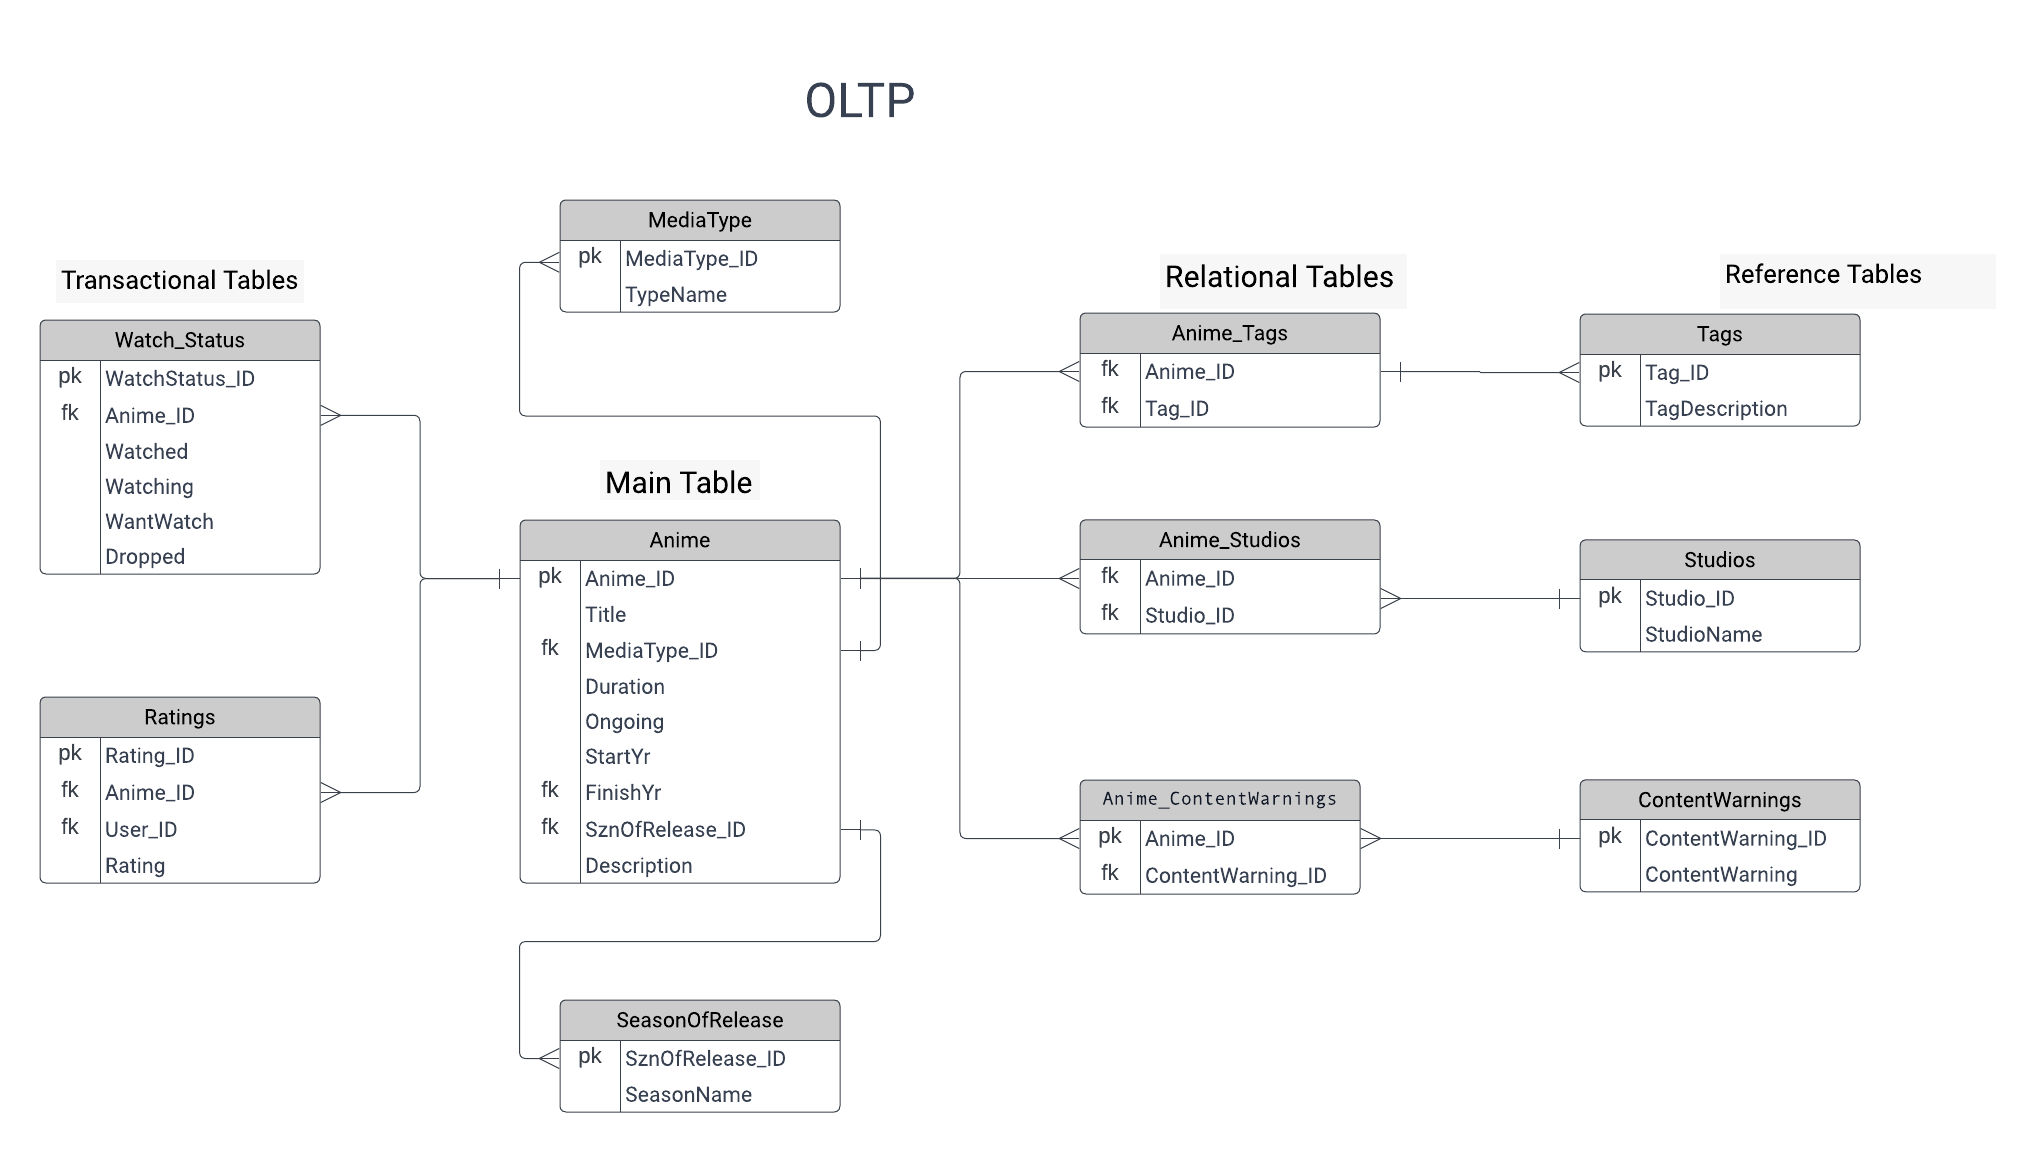 OLTP
Transactional Tables
Watch_Status
pk WatchStatus_ID
fk Anime_ID
Watched
Watching
WantWatch
Dropped
Ratings
pk Rating_ID
fk Anime_ID
fk User_ID
Rating
MediaType
pk MediaType_ID
TypeName
Main Table
Anime
pk Anime_ID
Title
fk MediaType_ID
Duration
Ongoing
StartYr
fk FinishYr
fk SznOfRelease_ID
Description
SeasonOfRelease
pk SznOfRelease_ID
SeasonName
Relational Tables
Anime_Tags
fk Anime_ID
fk Tag_ID
Anime_Studios
fk Anime_ID
fk Studio_ID
Anime_ContentWarnings
pk Anime_ID
fk ContentWarning_ID
Reference Tables
Tags
pk Tag_ID
TagDescription
Studios
pk Studio_ID
StudioName
ContentWarnings
pk ContentWarning_ID
ContentWarning